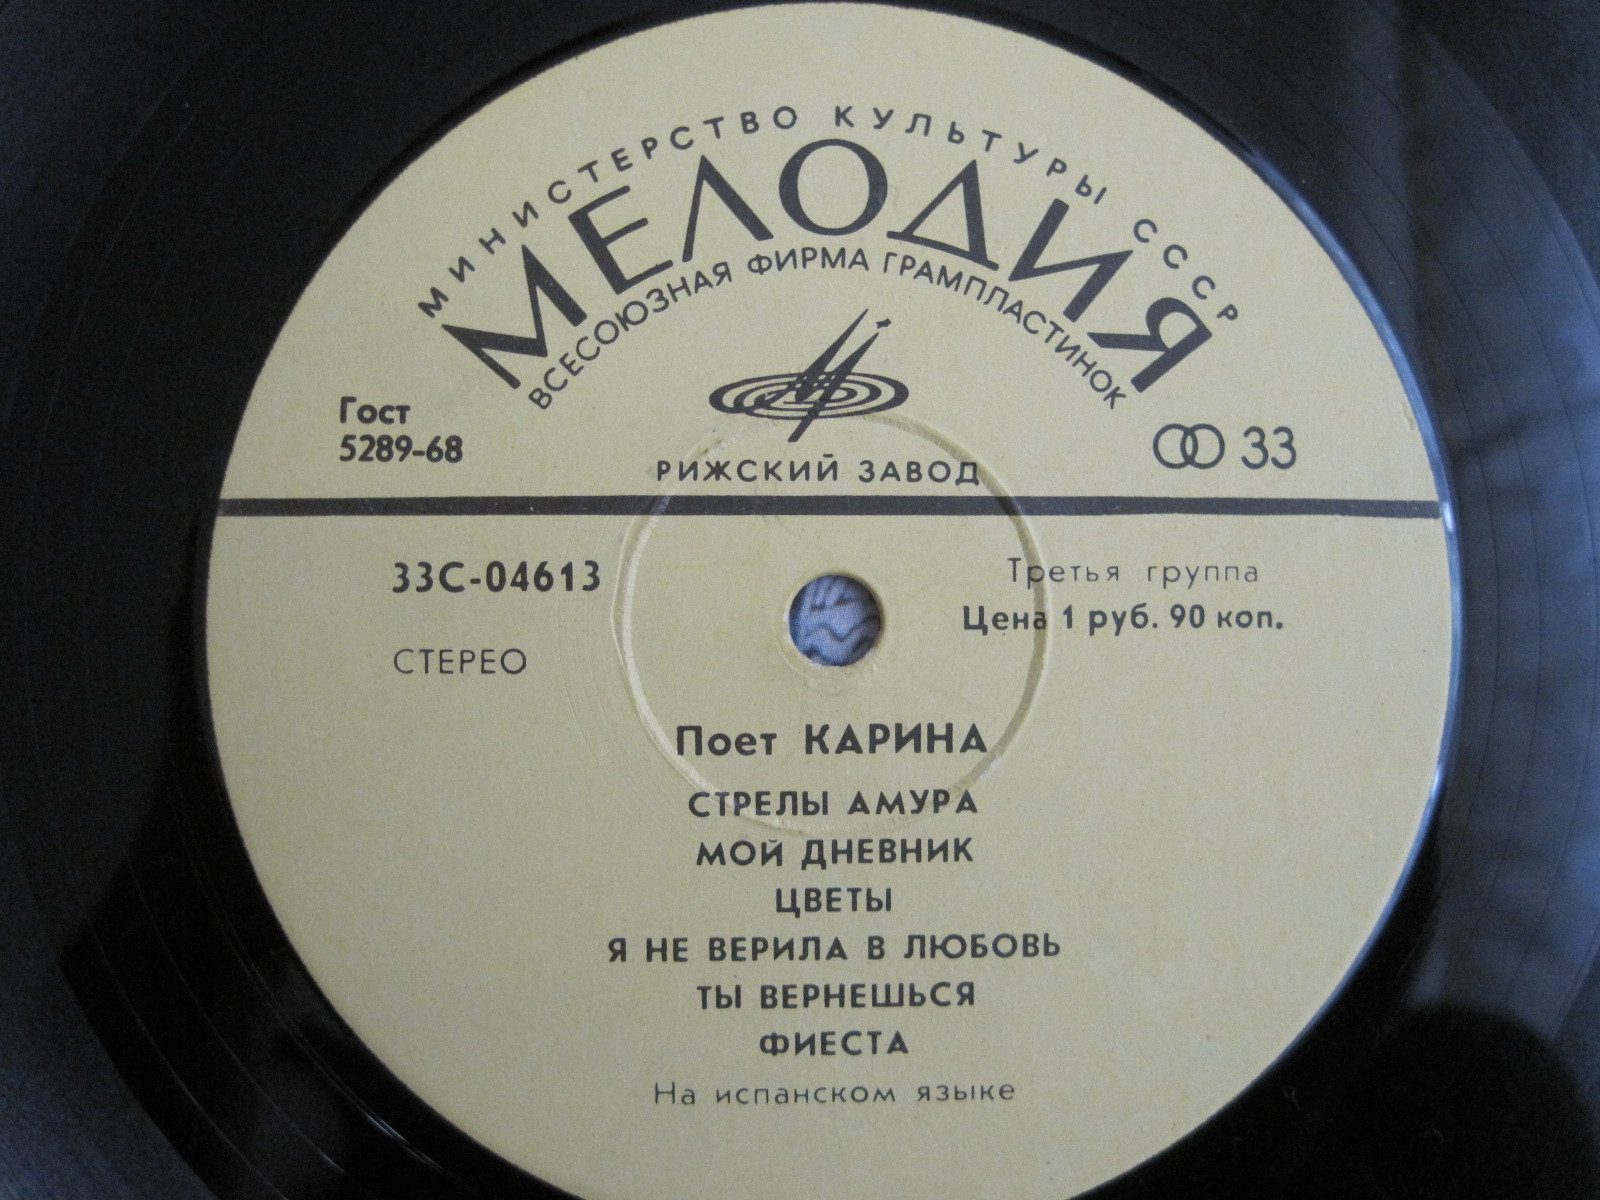 МИНИСТЕРСТВО КУЛЬТУРЫ СССР
МЕЛОДИЯ
ВСЕСОЮЗНАЯ ФИРМА ГРАМПЛАСТИНОК
Гост
5289-68
33
РИЖСКИЙ ЗАВОД
33С-04613
Третья группа
Цена 1 руб. 90 коп.
СТЕРЕО
Поет КАРИНА
СТРЕЛЫ АМУРА
МОЙ ДНЕВНИК
ЦВЕТЫ
Я НЕ ВЕРИЛА В ЛЮБОВЬ
ТЫ ВЕРНЕШЬСЯ
ФИЕСТА
На испанском языке